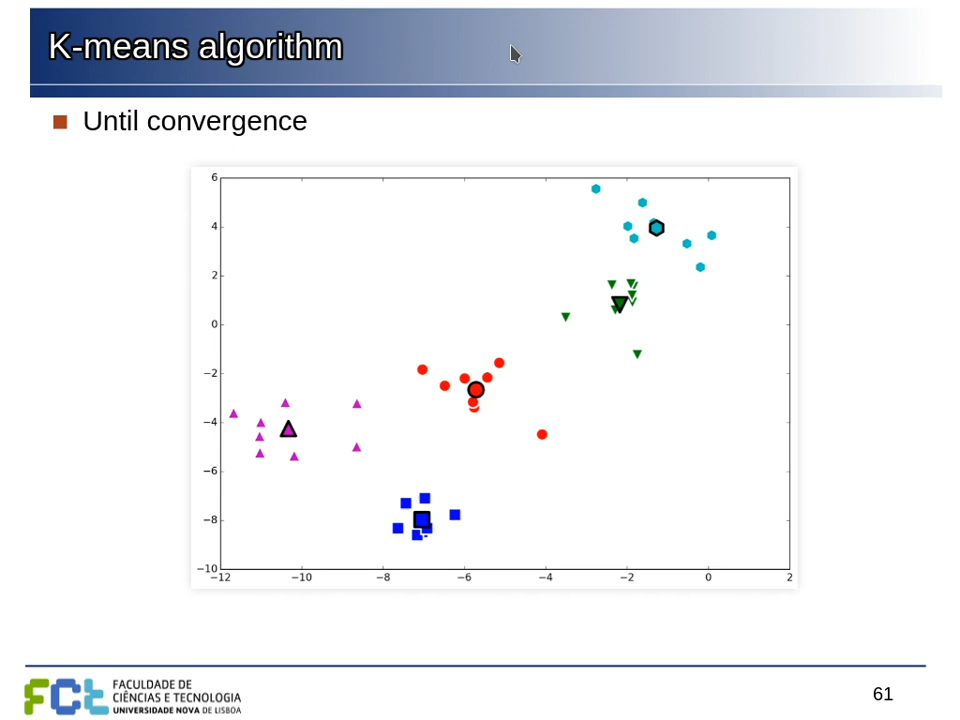 K-means algorithm
Until convergence
6
4
2
0
−2
−4
−6
−8
−10
−12 −10 −8 −6 −4 −2 0 2
FCT FACULDADE DE
CIÊNCIAS E TECNOLOGIA
UNIVERSIDADE NOVA DE LISBOA
61